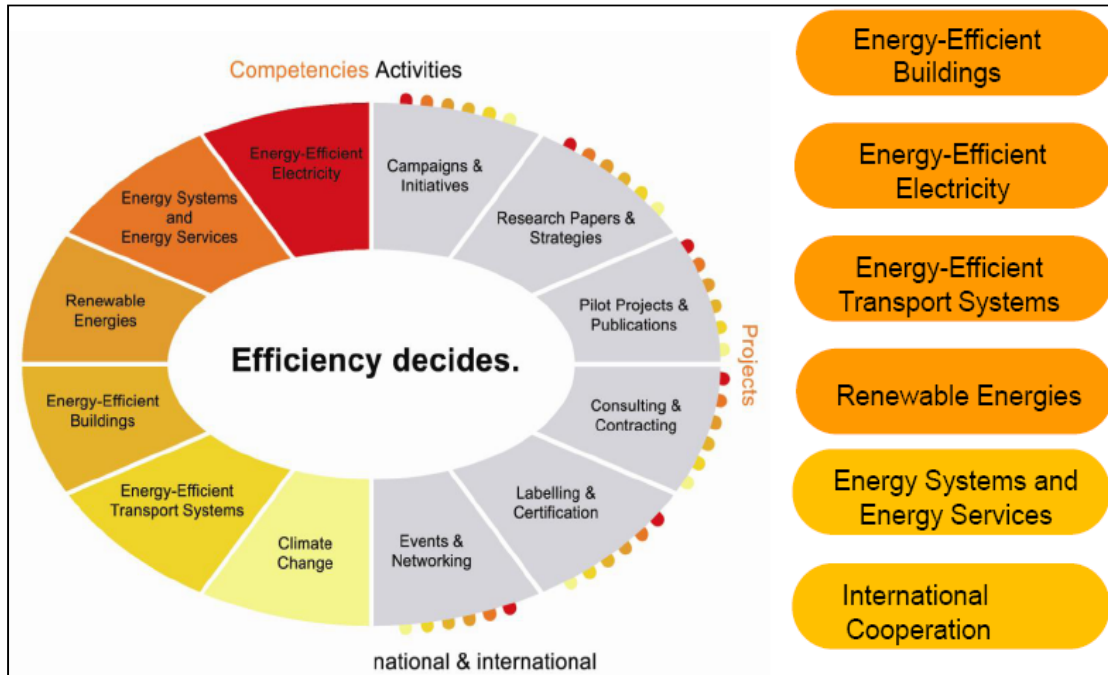 Competencies Activities
Energy-Efficient
Electricity
Campaigns &
Initiatives
Research Papers &
Strategies
Pilot Projects &
Publications
Projects
Consulting &
Contracting
Labelling &
Certification
Events &
Networking
Climate
Change
Energy-Efficient
Transport Systems
Energy-Efficient
Buildings
Renewable
Energies
Energy Systems
and
Energy Services
Efficiency decides.
national & international
Energy-Efficient
Buildings
Energy-Efficient
Electricity
Energy-Efficient
Transport Systems
Renewable Energies
Energy Systems and
Energy Services
International
Cooperation